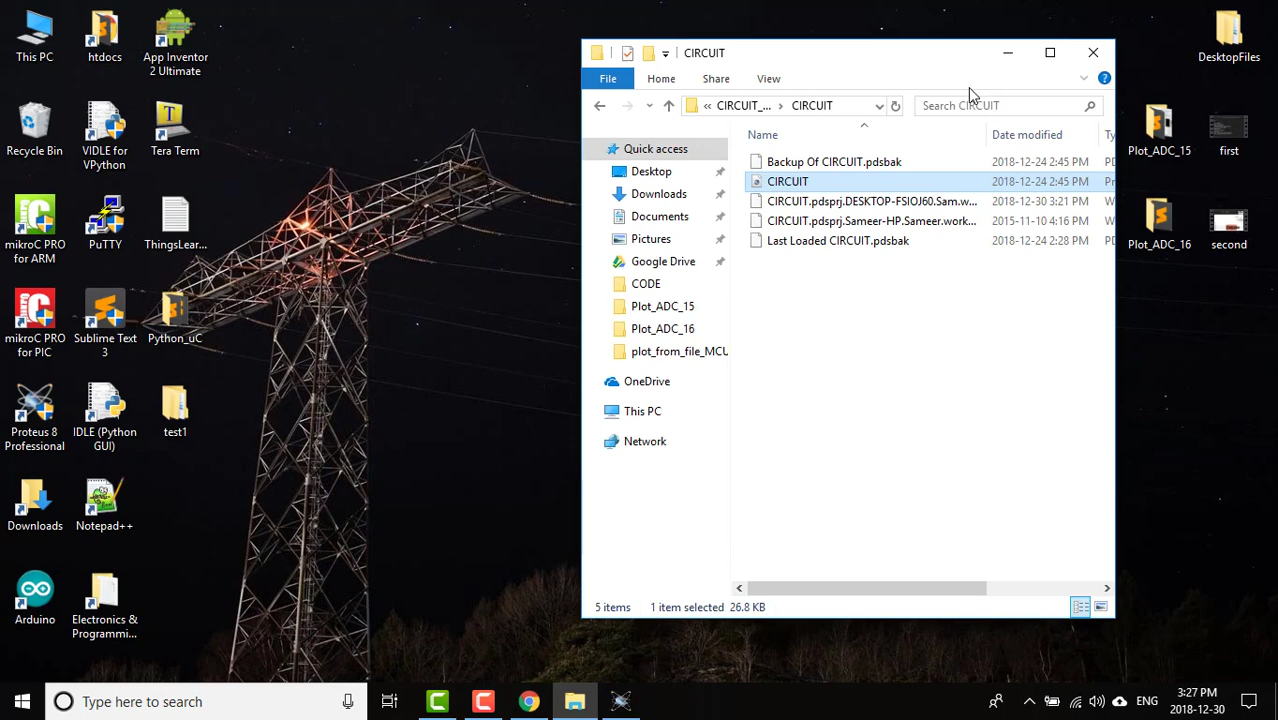 This PC
htdocs
App Inventor
2 Ultimate
Recycle Bin
VIDLE for
VPython
Tera Term
mikroC PRO
for ARM
PuTTY
ThingsLear...
mikroC PRO
for PIC
Sublime Text
3
Python_uC
Proteus 8
Professional
IDLE (Python
GUI)
test1
Downloads
Notepad++
Arduino
Electronics &
Programmi...
CIRCUIT
File
Home
Share
View
« CIRCUIT_... > CIRCUIT
Search CIRCUIT
Name
Date modified
Ty
Quick access
Desktop
Downloads
Documents
Pictures
Google Drive
CODE
Plot_ADC_15
Plot_ADC_16
plot_from_file_MCU
OneDrive
This PC
Network
Backup Of CIRCUIT.pdsbak 2018-12-24 2:45 PM PD
CIRCUIT 2018-12-24 2:45 PM Pr
CIRCUIT.pdsprj.DESKTOP-FSIOJ60.Sam.w... 2018-12-30 3:21 PM W
CIRCUIT.pdsprj.Sameer-HP.Sameer.work... 2015-11-10 4:16 PM W
Last Loaded CIRCUIT.pdsbak 2018-12-24 2:28 PM PD
5 items 1 item selected 26.8 KB
DesktopFiles
Plot_ADC_15
first
Plot_ADC_16
second
Type here to search
ENG
3:27 PM
2018-12-30